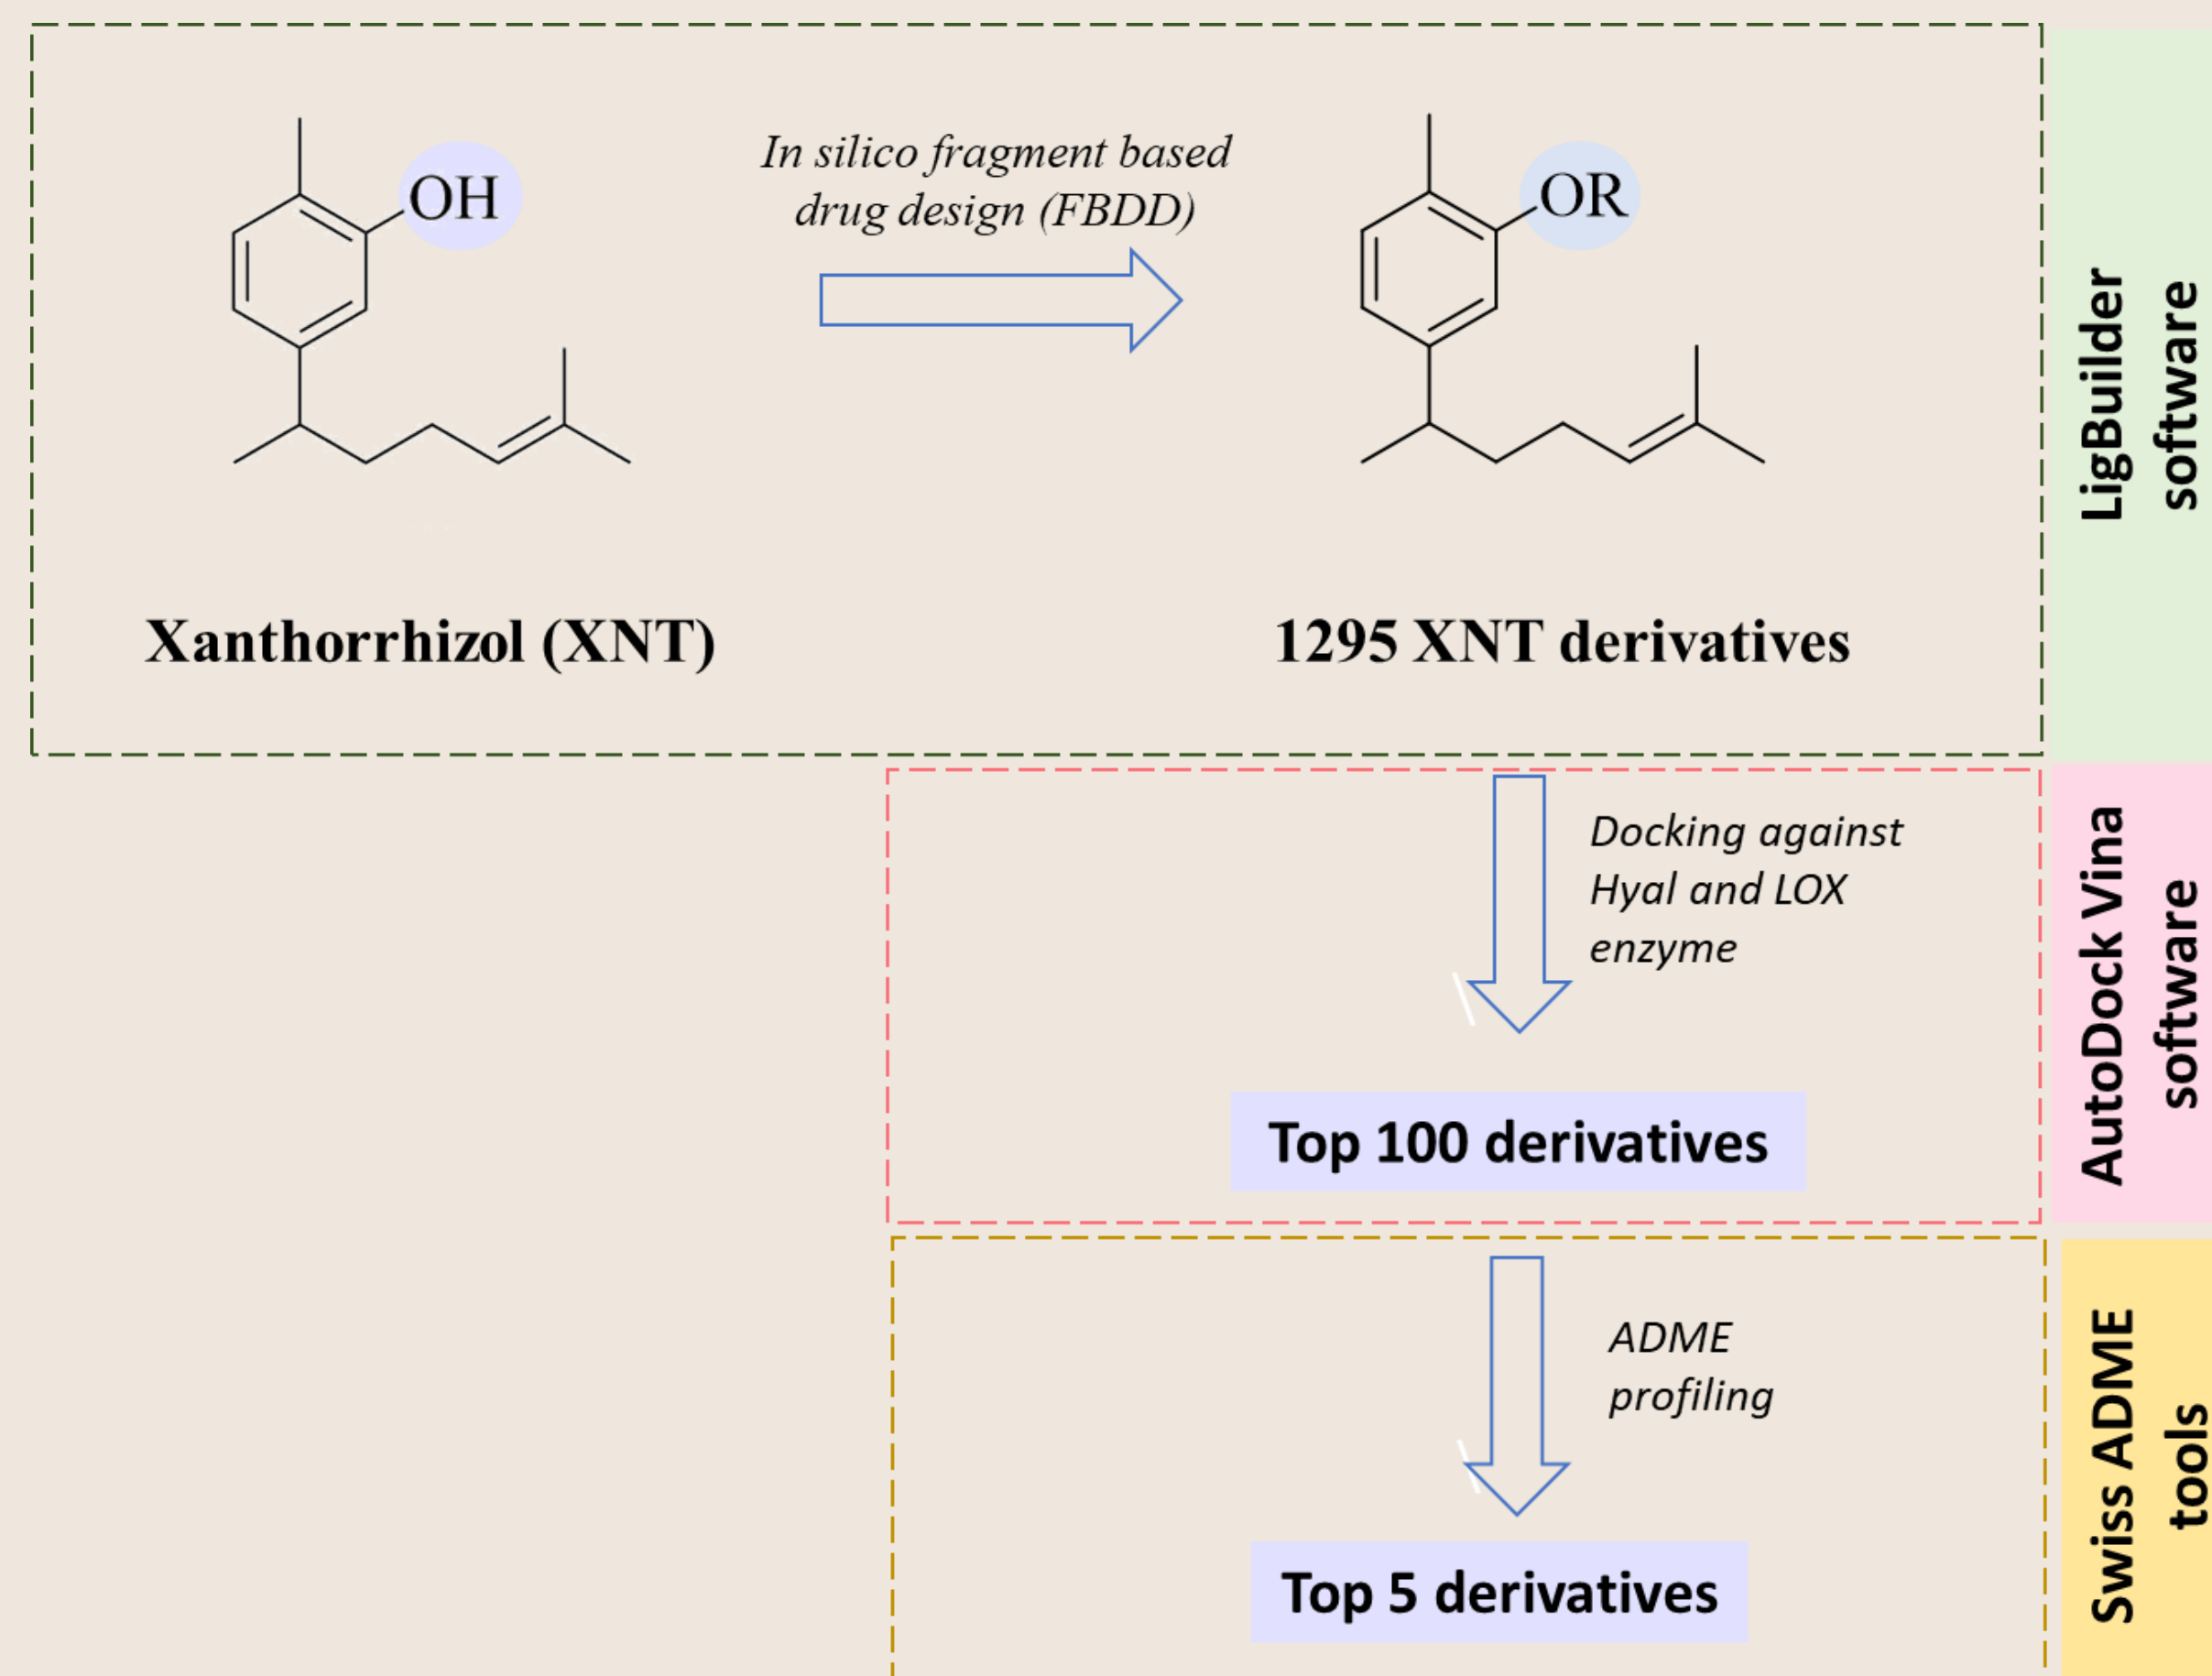 OH
In silico fragment based
drug design (FBDD)
OR
Xanthorrhizol (XNT)
1295 XNT derivatives
LigBuilder
software
Docking against
Hyal and LOX
enzyme
Top 100 derivatives
AutoDock Vina
software
ADME
profiling
Top 5 derivatives
Swiss ADME
tools